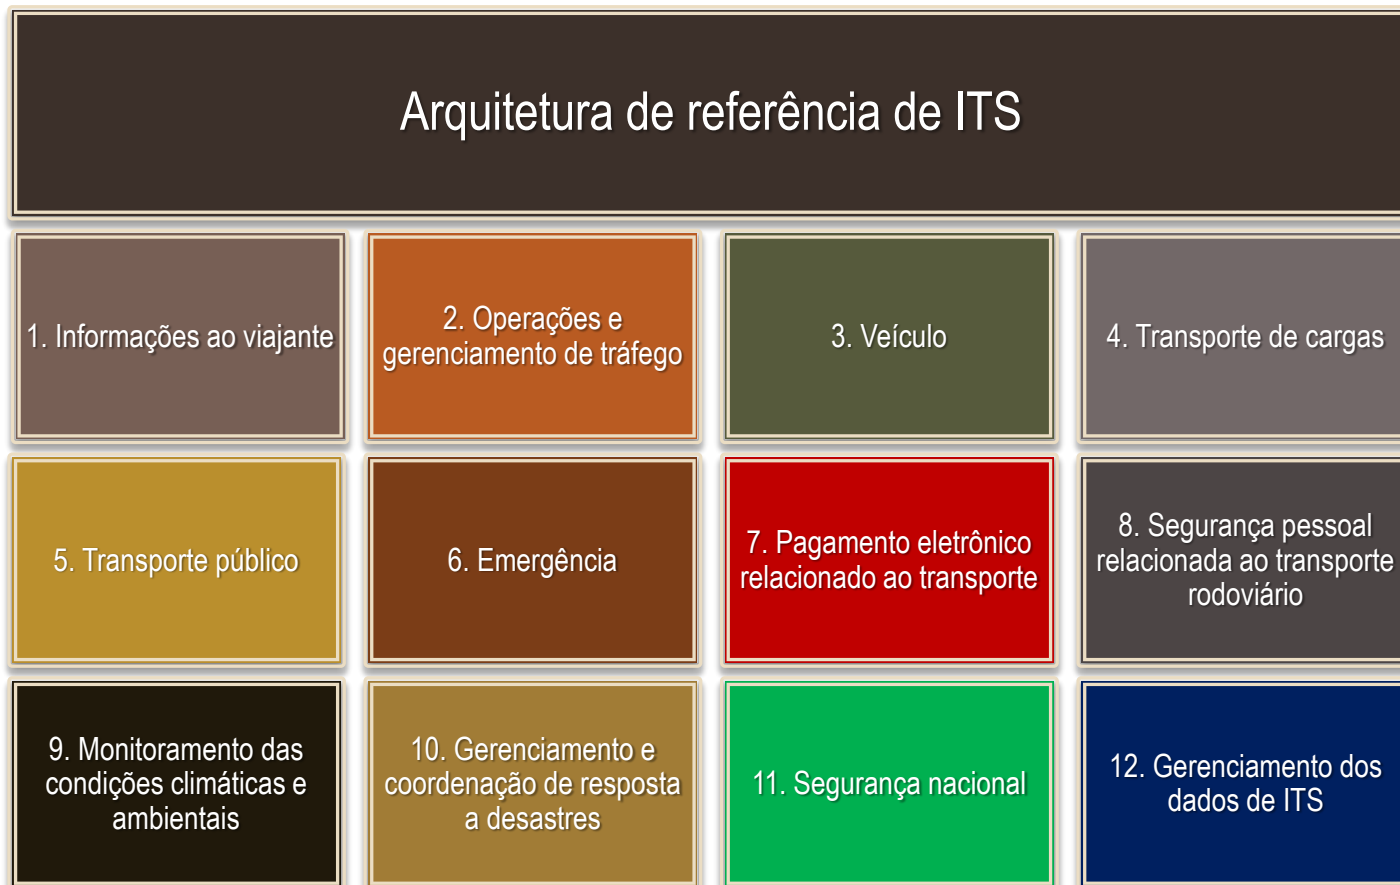 Arquitetura de referência de ITS
1. Informações ao viajante
2. Operações e
gerenciamento de tráfego
3. Veículo
4. Transporte de cargas
5. Transporte público
6. Emergência
7. Pagamento eletrônico
relacionado ao transporte
8. Segurança pessoal
relacionada ao transporte
rodoviário
9. Monitoramento das
condições climáticas e
ambientais
10. Gerenciamento e
coordenação de resposta
a desastres
11. Segurança nacional
12. Gerenciamento dos
dados de ITS